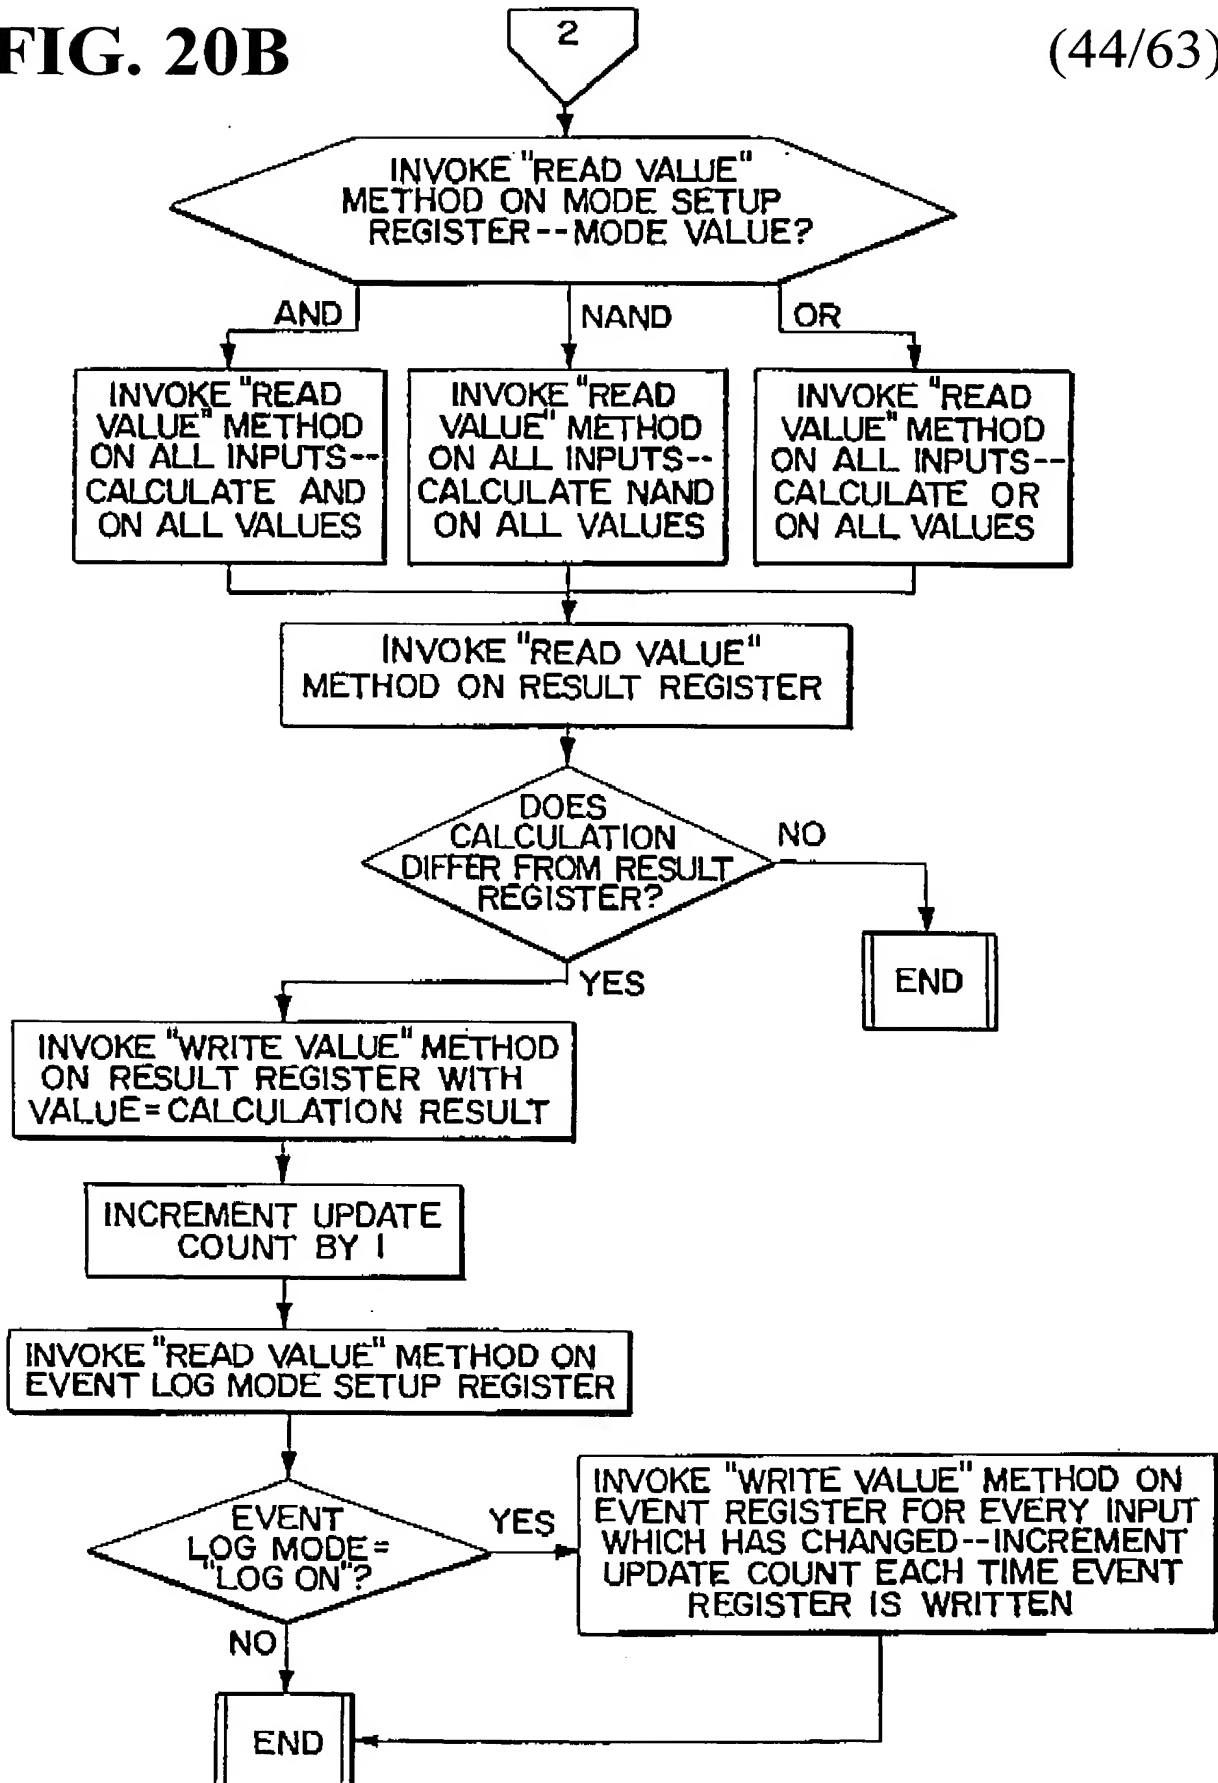 FIG. 20B
(44/63)
2
INVOKE "READ VALUE"
METHOD ON MODE SETUP
REGISTER--MODE VALUE?
AND
NAND
OR
INVOKE "READ
VALUE" METHOD
ON ALL INPUTS--
CALCULATE AND
ON ALL VALUES
INVOKE "READ
VALUE" METHOD
ON ALL INPUTS--
CALCULATE NAND
ON ALL VALUES
INVOKE "READ
VALUE" METHOD
ON ALL INPUTS--
CALCULATE OR
ON ALL VALUES
INVOKE "READ VALUE"
METHOD ON RESULT REGISTER
DOES
CALCULATION
DIFFER FROM RESULT
REGISTER?
NO
END
YES
INVOKE "WRITE VALUE" METHOD
ON RESULT REGISTER WITH
VALUE=CALCULATION RESULT
INCREMENT UPDATE
COUNT BY 1
INVOKE "READ VALUE" METHOD ON
EVENT LOG MODE SETUP REGISTER
EVENT
LOG MODE=
"LOG ON"?
YES
INVOKE "WRITE VALUE" METHOD ON
EVENT REGISTER FOR EVERY INPUT
WHICH HAS CHANGED--INCREMENT
UPDATE COUNT EACH TIME EVENT
REGISTER IS WRITTEN
NO
END